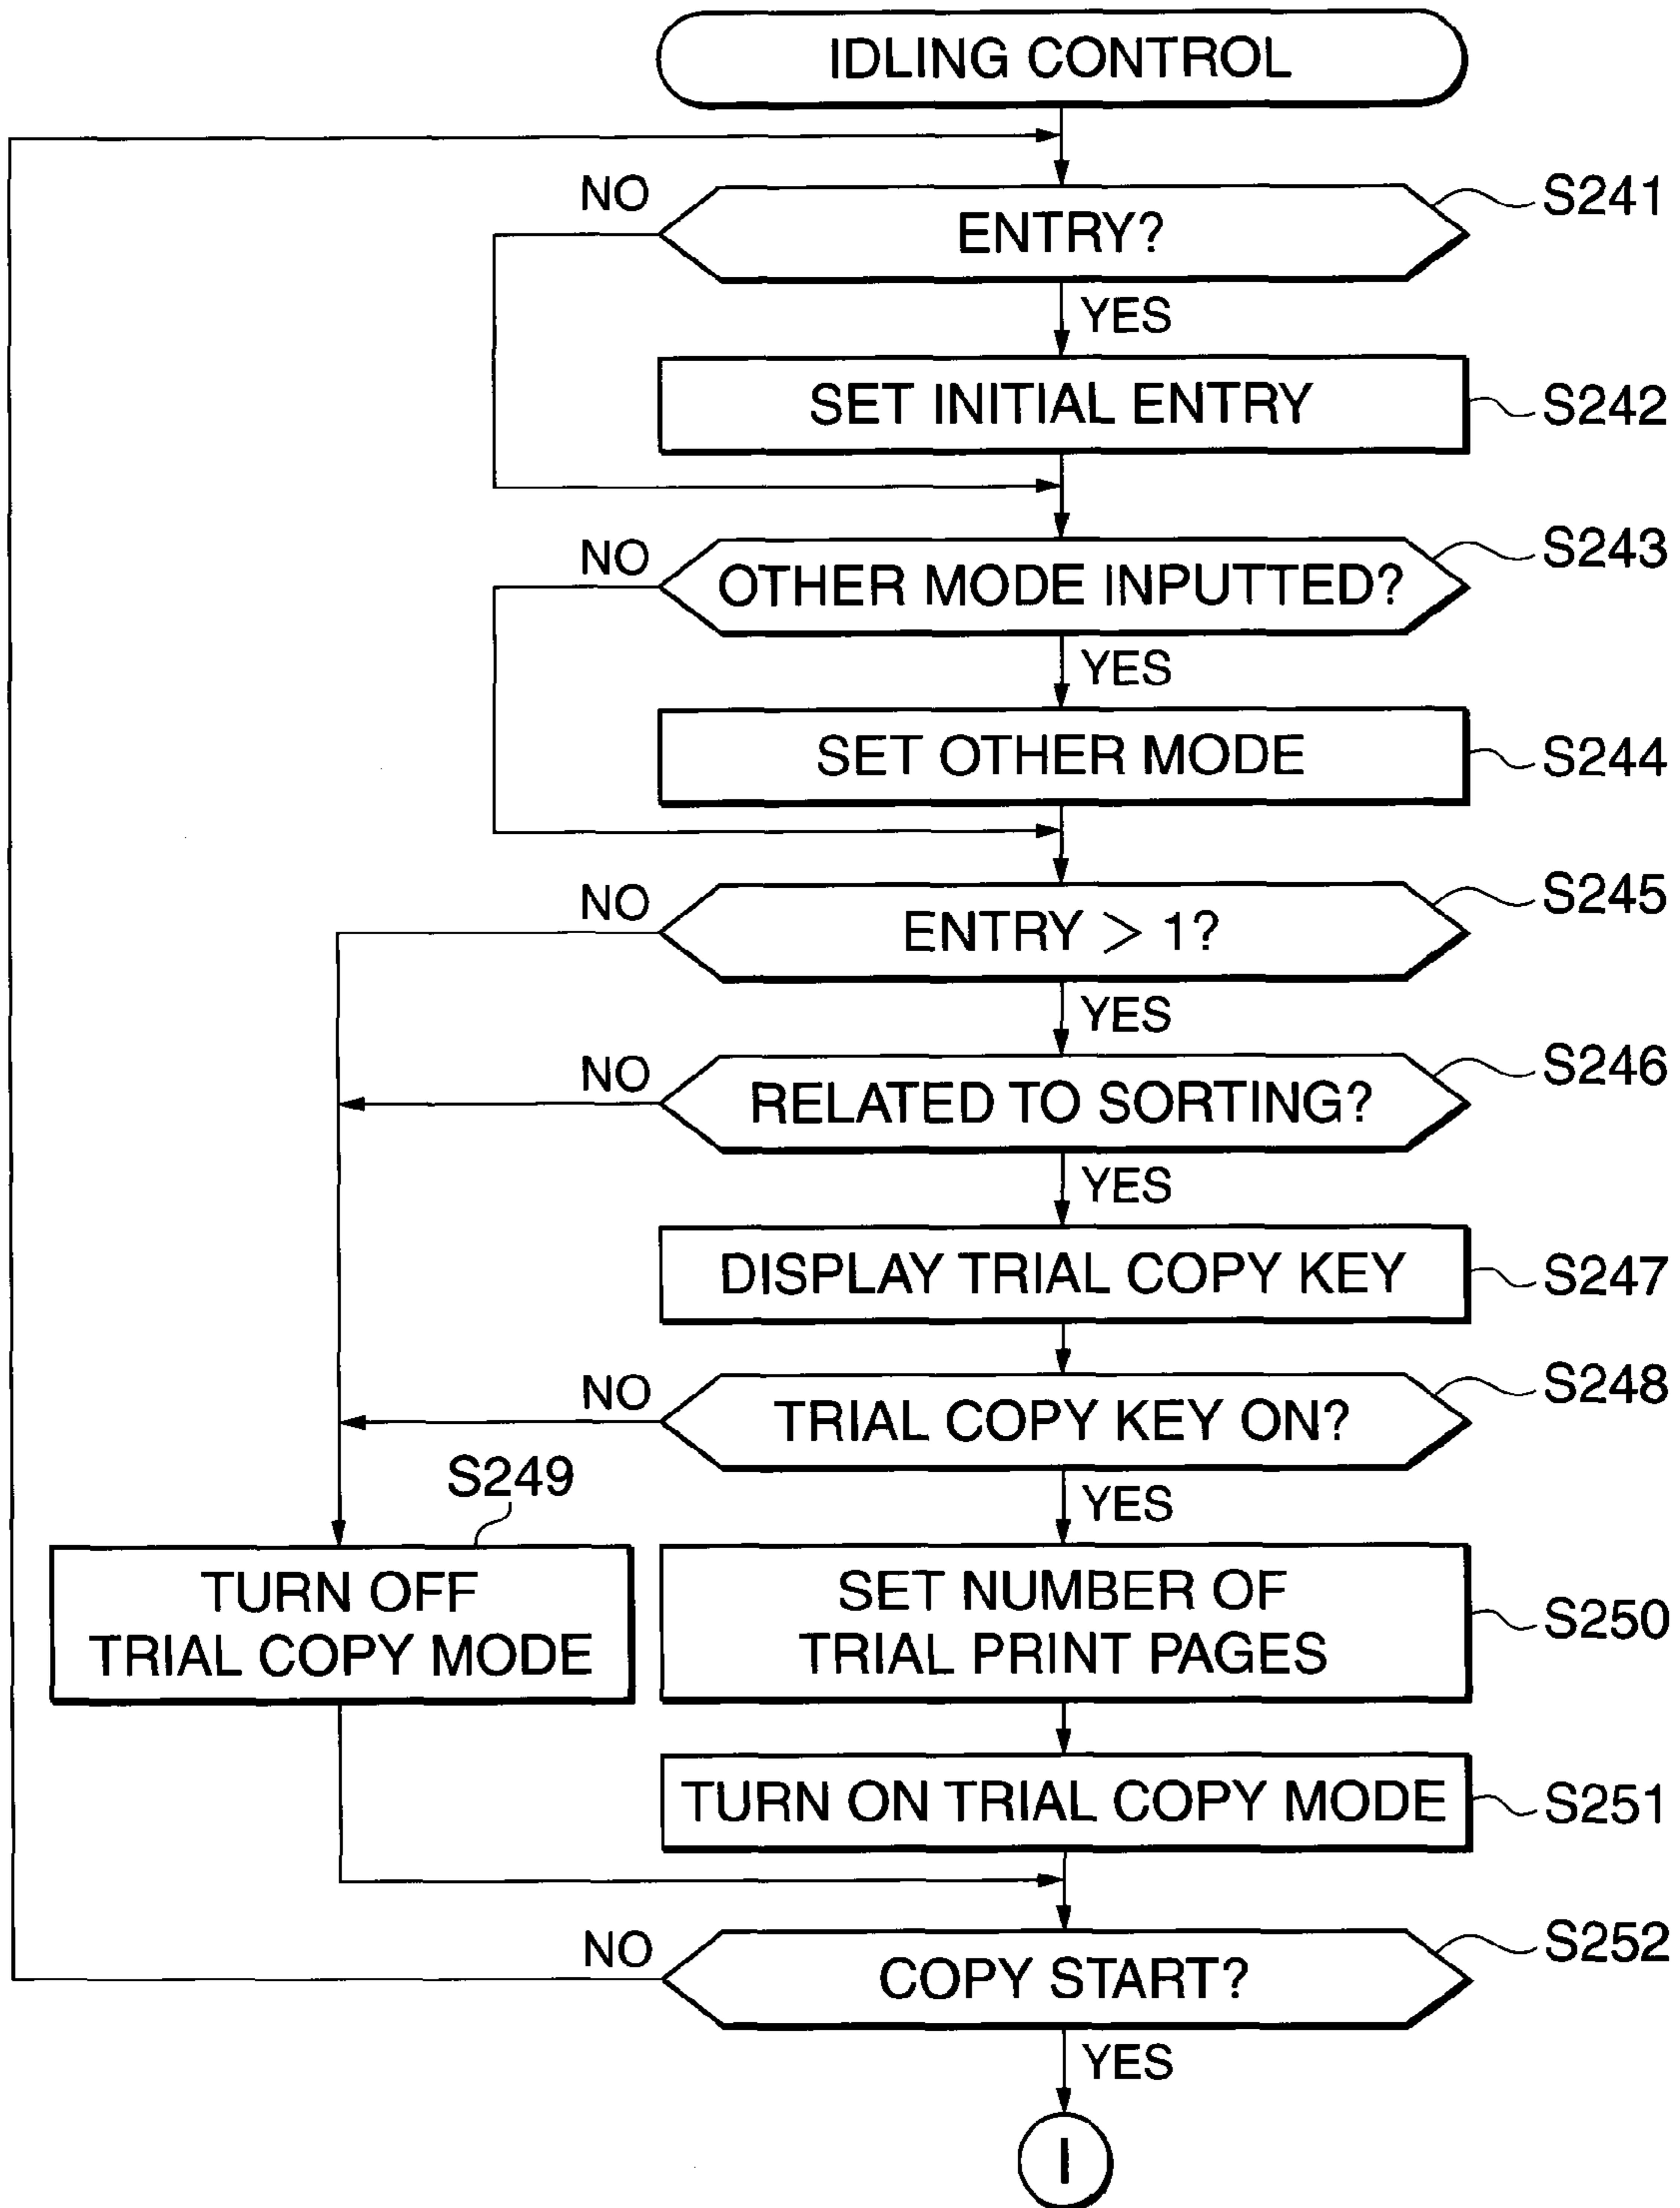 IDLING CONTROL
NO
ENTRY?
S241
YES
SET INITIAL ENTRY
S242
NO
OTHER MODE INPUTTED?
S243
YES
SET OTHER MODE
S244
NO
ENTRY > 1?
S245
YES
NO
RELATED TO SORTING?
S246
YES
DISPLAY TRIAL COPY KEY
S247
NO
TRIAL COPY KEY ON?
S248
YES
S249
TURN OFF
TRIAL COPY MODE
SET NUMBER OF
TRIAL PRINT PAGES
S250
TURN ON TRIAL COPY MODE
S251
NO
COPY START?
S252
YES
I